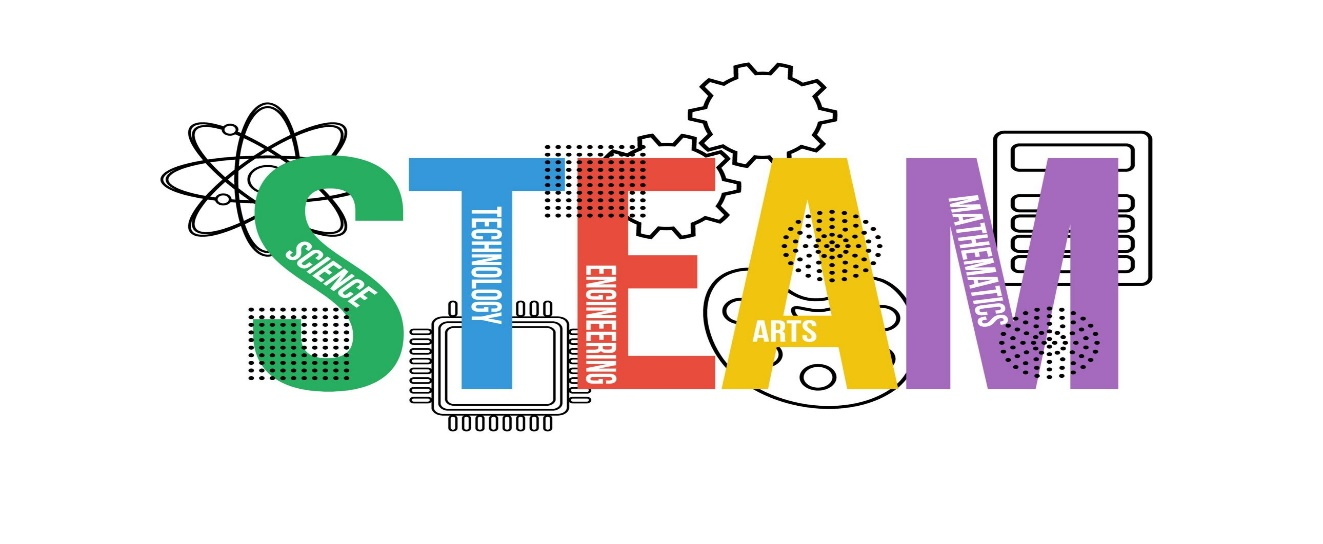 STEAM
SCIENCE
TECHNOLOGY
ENGINEERING
ARTS
MATHEMATICS